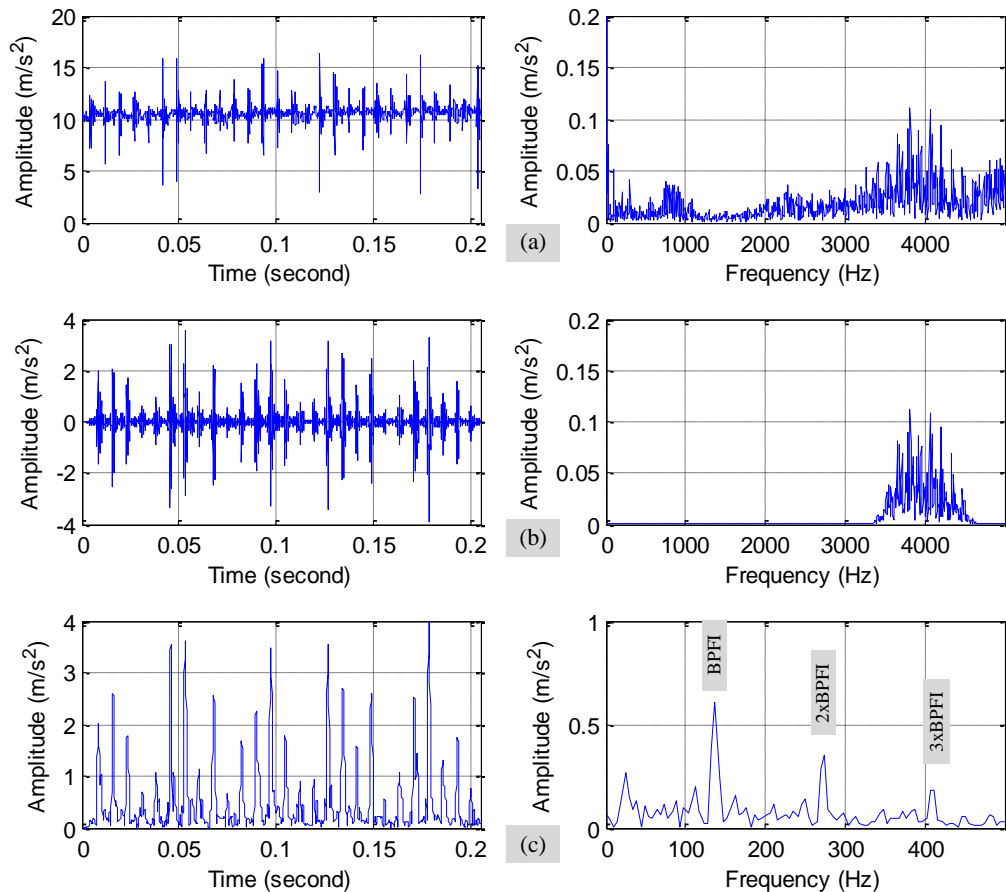 Amplitude (m/s²)
20
15
10
5
0
0 0.05 0.1 0.15 0.2
Time (second)
Amplitude (m/s²)
0.2
0.15
0.1
0.05
0
0 1000 2000 3000 4000
Frequency (Hz)
(a)
Amplitude (m/s²)
4
2
0
-2
-4
0 0.05 0.1 0.15 0.2
Time (second)
Amplitude (m/s²)
0.2
0.15
0.1
0.05
0
0 1000 2000 3000 4000
Frequency (Hz)
(b)
Amplitude (m/s²)
4
3
2
1
0
0 0.05 0.1 0.15 0.2
Time (second)
Amplitude (m/s²)
1
0.5
0
BPFI
2xBPFI
3xBPFI
0 100 200 300 400
Frequency (Hz)
(c)